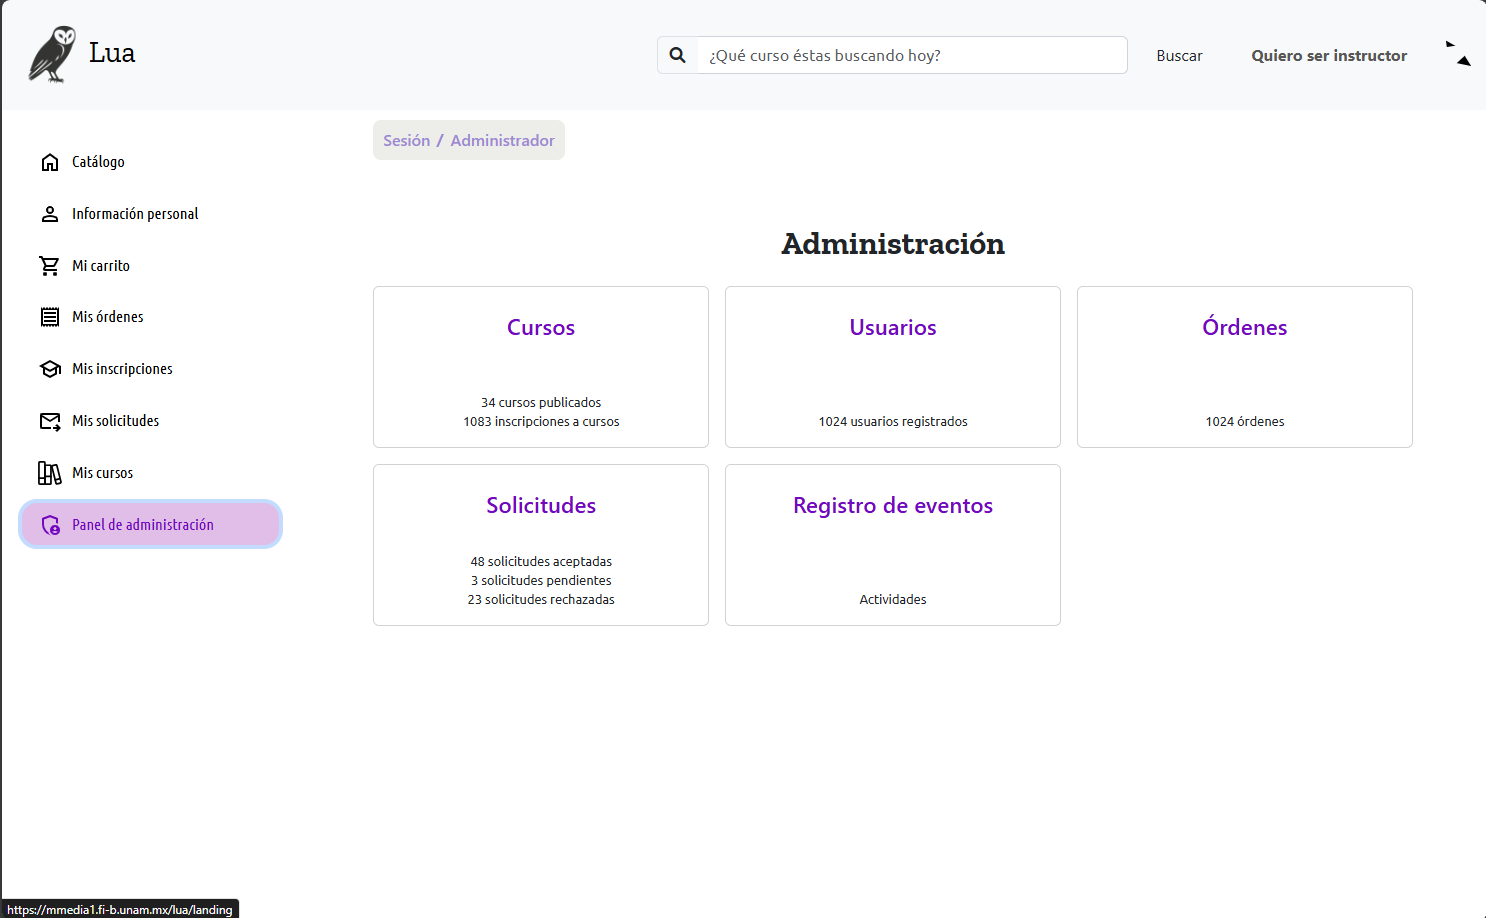 Lua
¿Qué curso éstas buscando hoy?
Buscar
Quiero ser instructor
Sesión / Administrador
Catálogo
Información personal
Mi carrito
Mis órdenes
Mis inscripciones
Mis solicitudes
Mis cursos
Panel de administración
Administración
Cursos
34 cursos publicados
1083 inscripciones a cursos
Usuarios
1024 usuarios registrados
Órdenes
1024 órdenes
Solicitudes
48 solicitudes aceptadas
3 solicitudes pendientes
23 solicitudes rechazadas
Registro de eventos
Actividades
https://mmedia1.fi-b.unam.mx/lua/landing